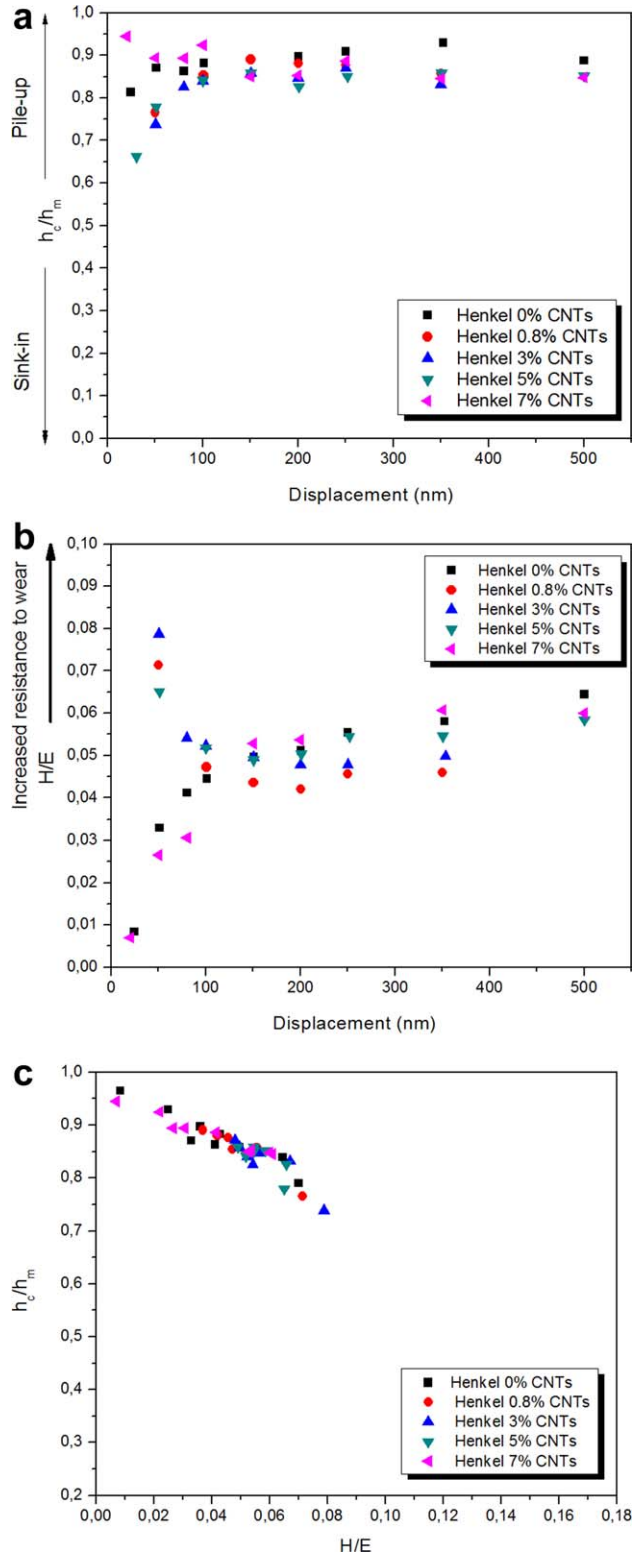 a
Pile-up
h_c/h_m
Sink-in
1,0
0,9
0,8
0,7
0,6
0,5
0,4
0,3
0,2
0,1
0,0
0
100
200
300
400
500
Displacement (nm)
Henkel 0% CNTs
Henkel 0.8% CNTs
Henkel 3% CNTs
Henkel 5% CNTs
Henkel 7% CNTs
b
Increased resistance to wear
H/E
0,10
0,09
0,08
0,07
0,06
0,05
0,04
0,03
0,02
0,01
0,00
0
100
200
300
400
500
Displacement (nm)
Henkel 0% CNTs
Henkel 0.8% CNTs
Henkel 3% CNTs
Henkel 5% CNTs
Henkel 7% CNTs
c
h_c/h_m
1,0
0,9
0,8
0,7
0,6
0,5
0,4
0,3
0,2
0,00
0,02
0,04
0,06
0,08
0,10
0,12
0,14
0,16
0,18
H/E
Henkel 0% CNTs
Henkel 0.8% CNTs
Henkel 3% CNTs
Henkel 5% CNTs
Henkel 7% CNTs